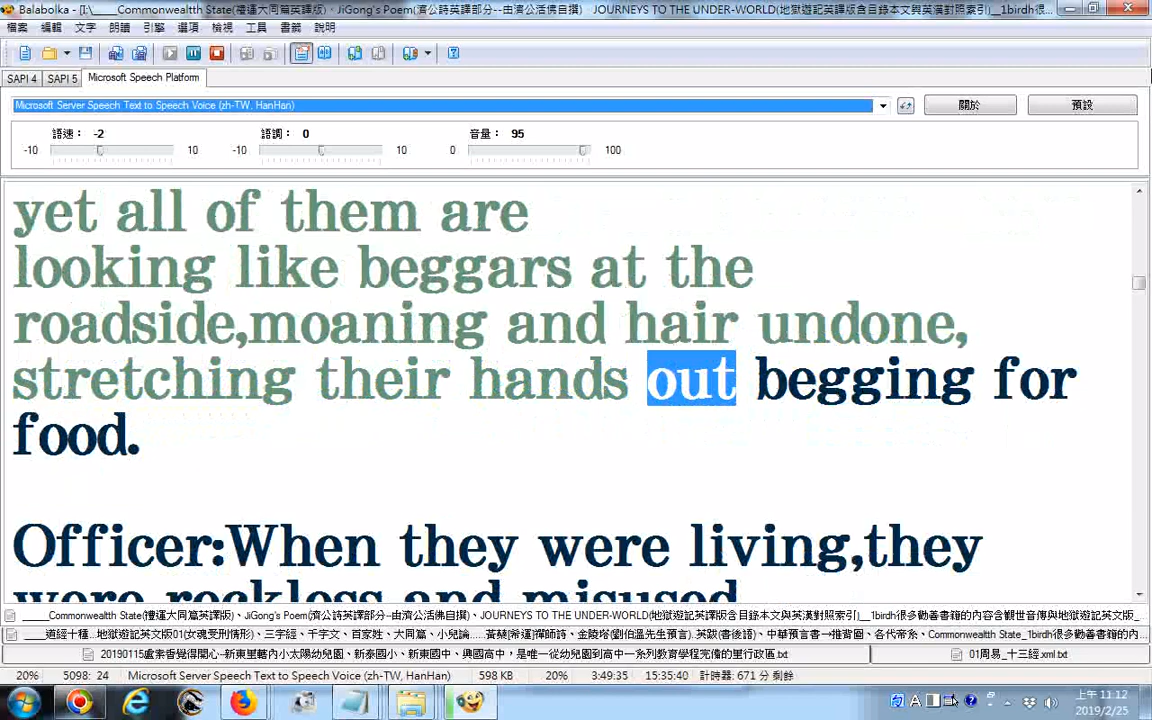 Balabolka - [I:\_____Commonwealth State(禮運大同篇英譯版)、JiGong's Poem(濟公詩英譯部分--由濟公活佛自撰) 、JOURNEYS TO THE UNDER-WORLD(地獄遊記英譯版含目錄本文與英漢對照索引)__1birdh很...
檔案 編輯 文字 朗讀 引擎 選項 檢視 工具 書籤 說明
SAPI 4 SAPI 5 Microsoft Speech Platform
Microsoft Server Speech Text to Speech Voice (zh-TW, HanHan) 關於 預設
語速： -2 語調： 0 音量： 95
-10 10 -10 10 0 100
yet all of them are
looking like beggars at the
roadside,moaning and hair undone,
stretching their hands out begging for
food.
Officer:When they were living,they
were reckless and misused
_____Commonwealth State(禮運大同篇英譯版)、JiGong's Poem(濟公詩英譯部分--由濟公活佛自撰)、JOURNEYS TO THE UNDER-WORLD(地獄遊記英譯版含目錄本文與英漢對照索引)__1birdh很多勸善書籍的內容含觀世音傳與地獄遊記英文版_
____道經十種...地獄遊記英文版01(女魂受刑情形)、三字經、千字文、百家姓、大同篇、小兒論......黃蘗[希運]禪師詩、金陵塔(劉伯溫先生預言).英跋(書後語)、中華預言書一推背圖、各代帝系、Commonwealth State_1birdh很多勸善書籍的內...
20190115盧素香覺得開心--新東里轄內小太陽幼兒園、新泰國小、新東國中、興國高中，是唯一從幼兒園到高中一系列教育學程完備的里行政區.txt 01周易_十三經.xml.txt
20% 5098: 24 Microsoft Server Speech Text to Speech Voice (zh-TW, HanHan) 598 KB 20% 3:49:35 15:35:40 計時器： 671 分 剩餘
上午 11:12
2019/2/25